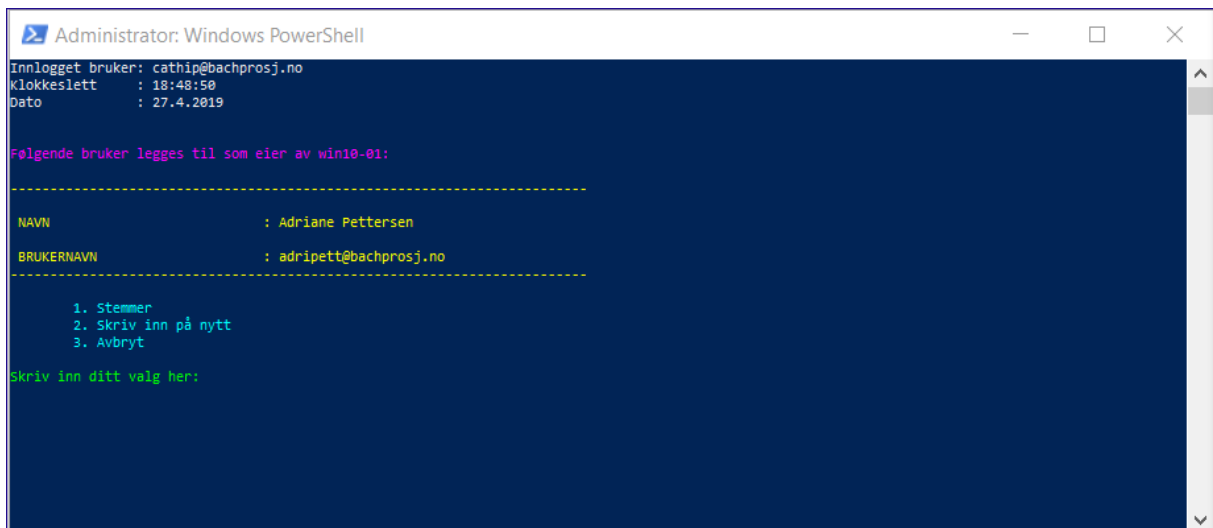 Administrator: Windows PowerShell
Innlogget bruker: cathip@bachprosj.no
Klokkeslett     : 18:48:50
Dato            : 27.4.2019
Følgende bruker legges til som eier av win10-01:
-------------------------------------------------------------------------
NAVN                           : Adriane Pettersen
BRUKERNAVN                     : adripett@bachprosj.no
-------------------------------------------------------------------------
1. Stemmer
2. Skriv inn på nytt
3. Avbryt
Skriv inn ditt valg her: